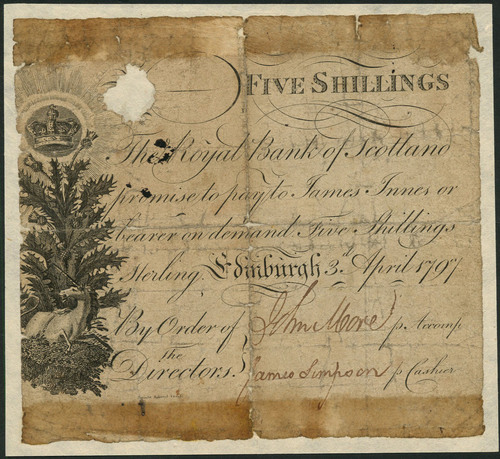 FIVE SHILLINGS
The Royal Bank of Scotland
promise to pay to James Innes or
bearer on demand Five Shillings
Sterling. Edinburgh 3.d April 1797
By Order of John More p. Accomp
the
Directors. James Simpson p. Cashier